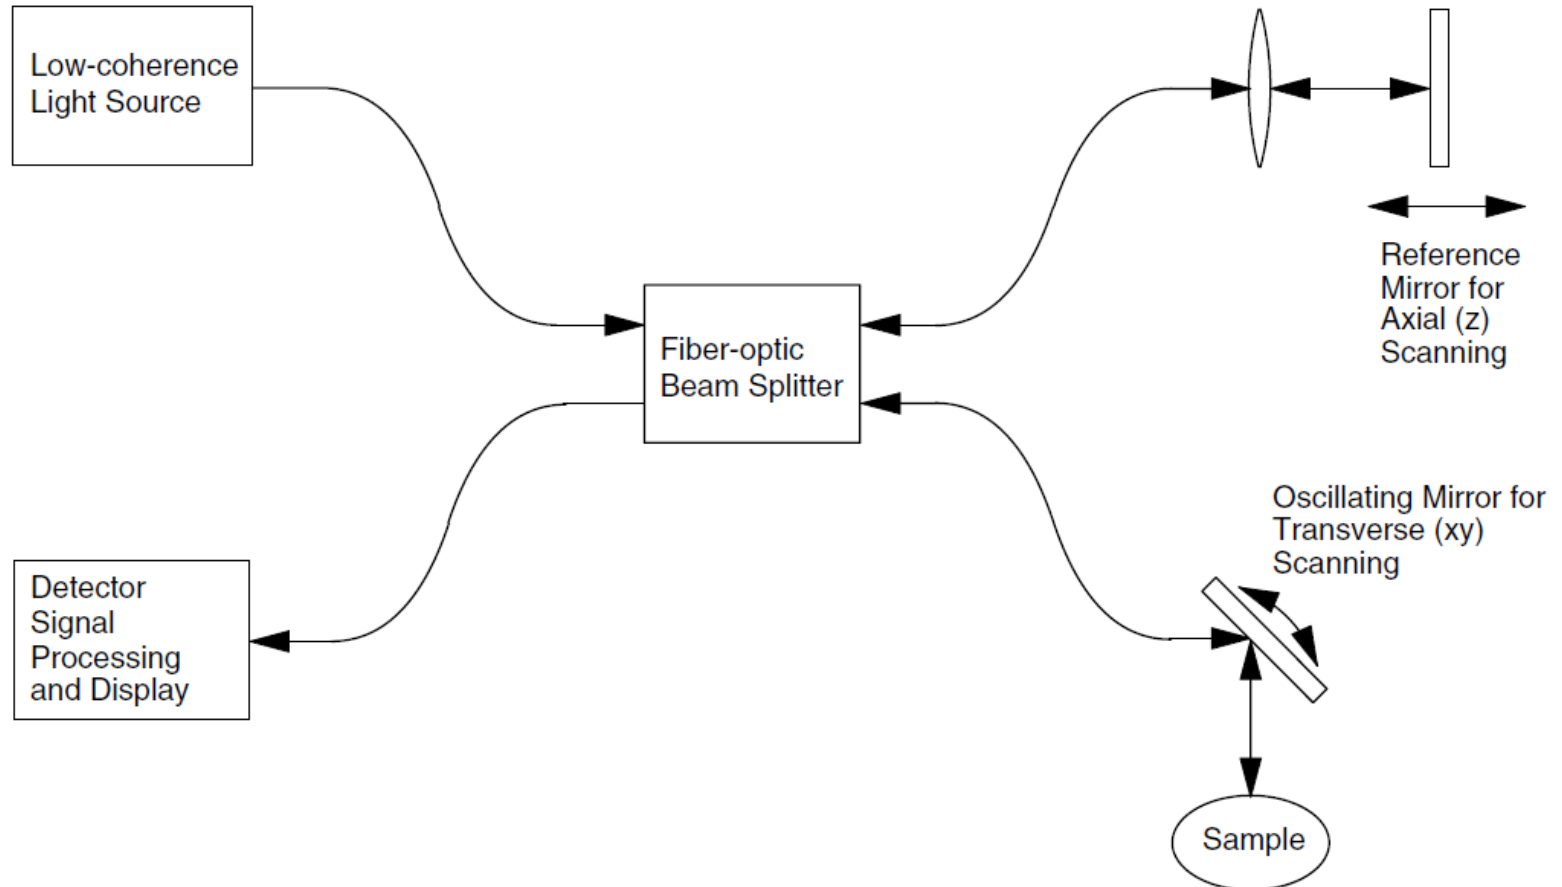 Low-coherence
Light Source
Reference
Mirror for
Axial (z)
Scanning
Fiber-optic
Beam Splitter
Oscillating Mirror for
Transverse (xy)
Scanning
Detector
Signal
Processing
and Display
Sample